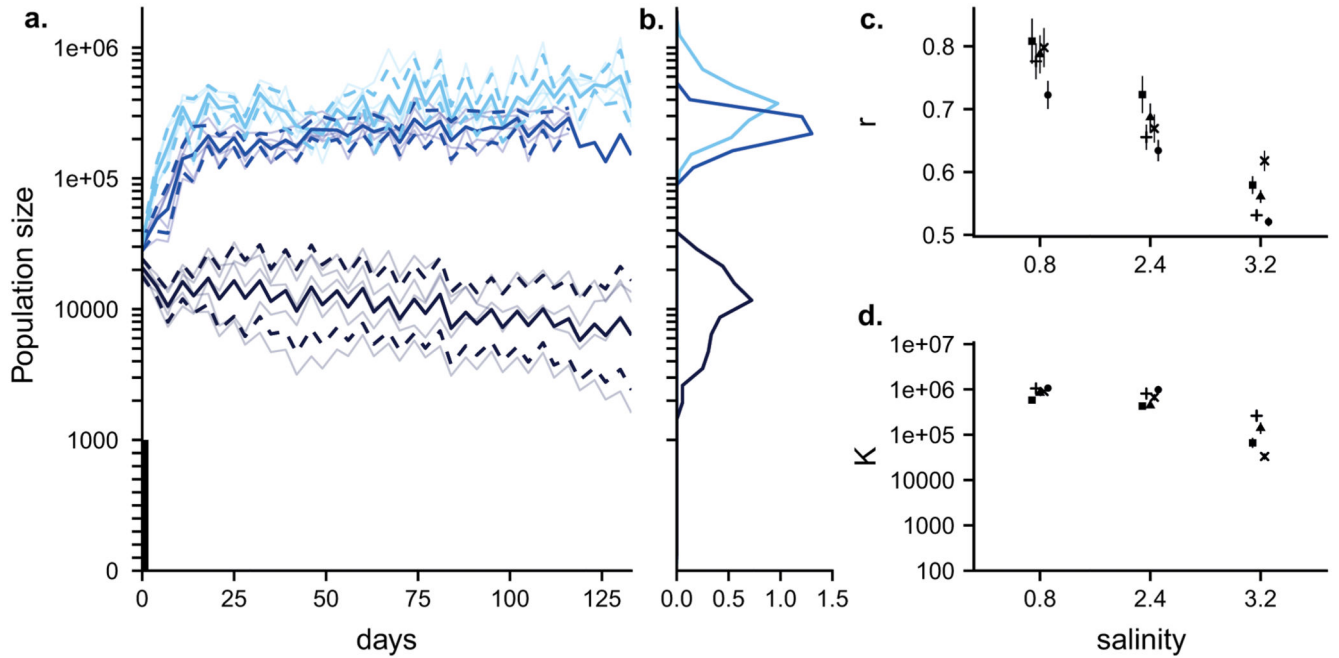 a.
1e+06
1e+05
10000
1000
0
Population size
0 25 50 75 100 125
days
b.
0.0 0.5 1.0 1.5
c.
0.8
0.7
0.6
0.5
r
0.8 2.4 3.2
d.
1e+07
1e+06
1e+05
10000
1000
100
K
0.8 2.4 3.2
salinity